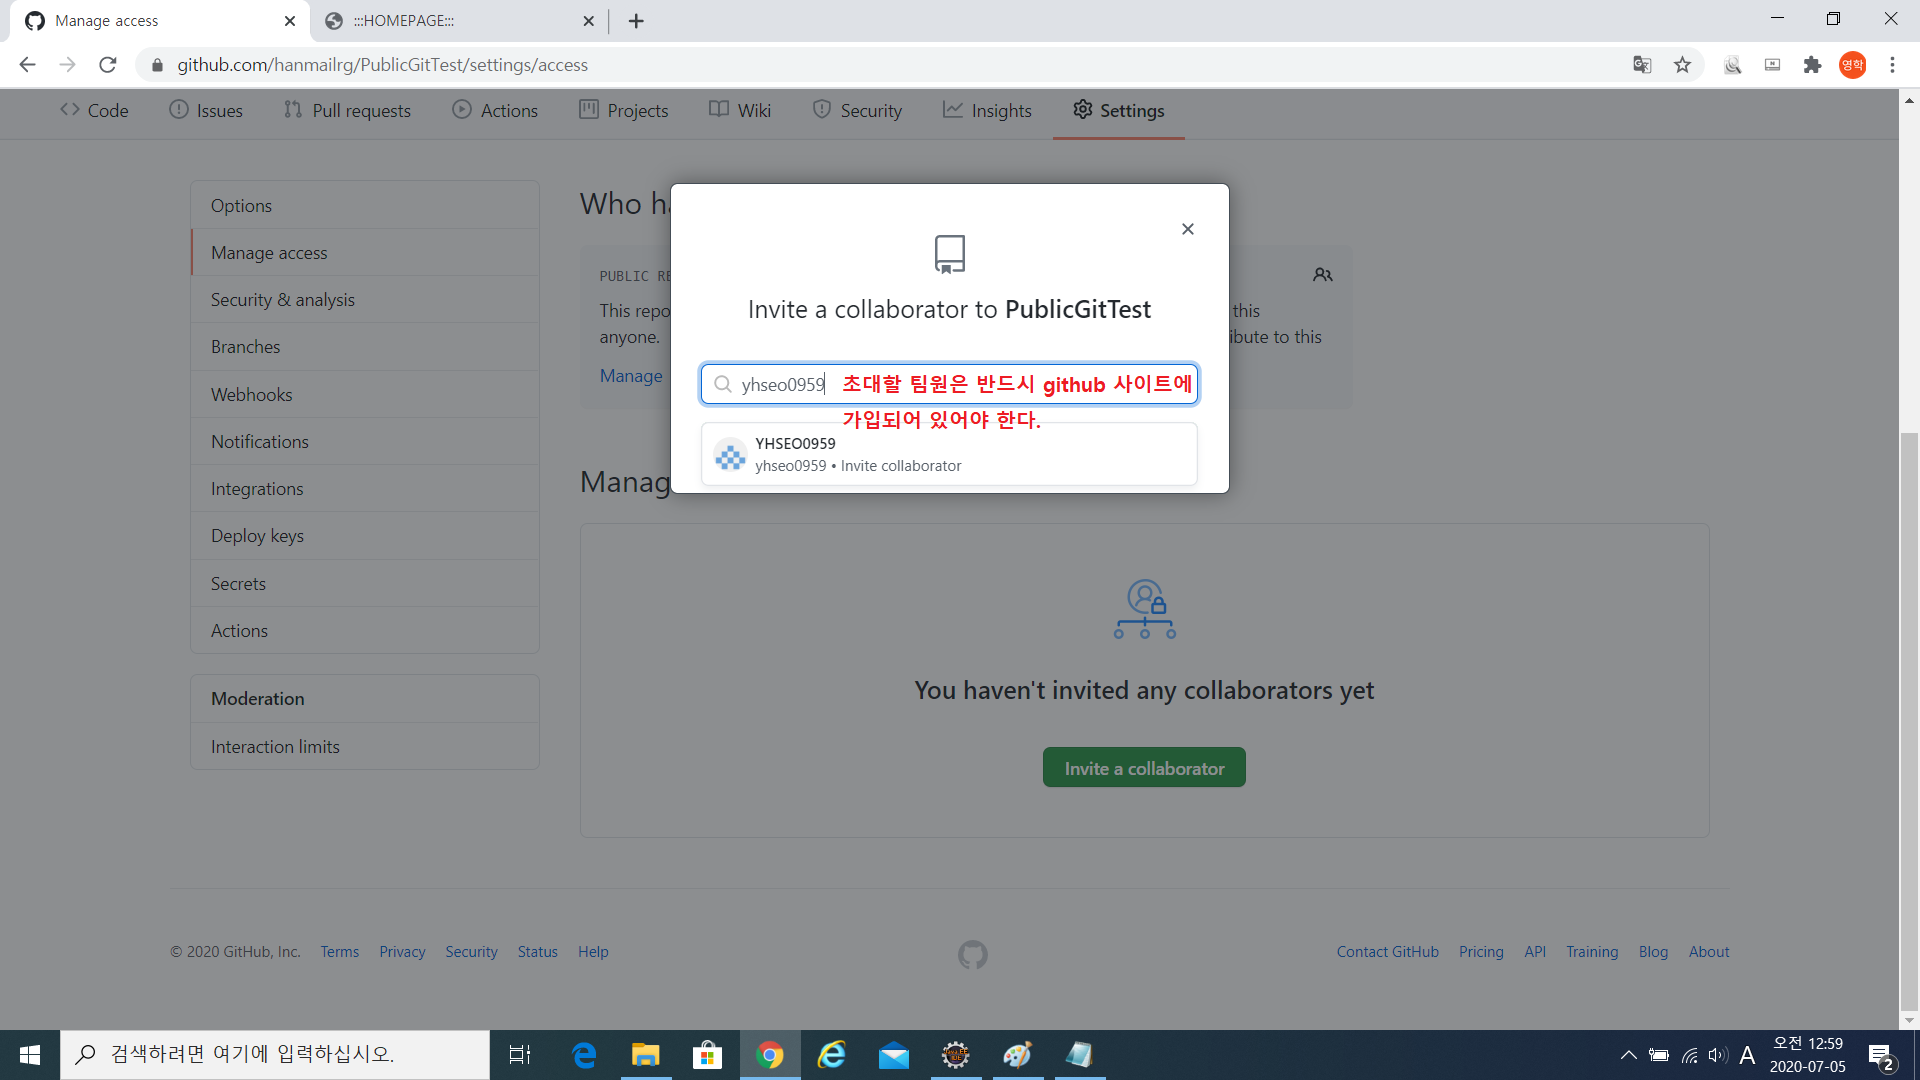 Manage access
:::HOMEPAGE:::
github.com/hanmailrg/PublicGitTest/settings/access
영학
Code Issues Pull requests Actions Projects Wiki Security Insights Settings
Options
Manage access
Security & analysis
Branches
Webhooks
Notifications
Integrations
Deploy keys
Secrets
Actions
Moderation
Interaction limits
Who ha
PUBLIC RE
This repo
anyone.
Manage
this
ibute to this
Invite a collaborator to PublicGitTest
yhseo0959
초대할 팀원은 반드시 github 사이트에
가입되어 있어야 한다.
YHSEO0959
yhseo0959 • Invite collaborator
Manag
You haven't invited any collaborators yet
Invite a collaborator
© 2020 GitHub, Inc. Terms Privacy Security Status Help
Contact GitHub Pricing API Training Blog About
검색하려면 여기에 입력하십시오.
A
오전 12:59
2020-07-05
2